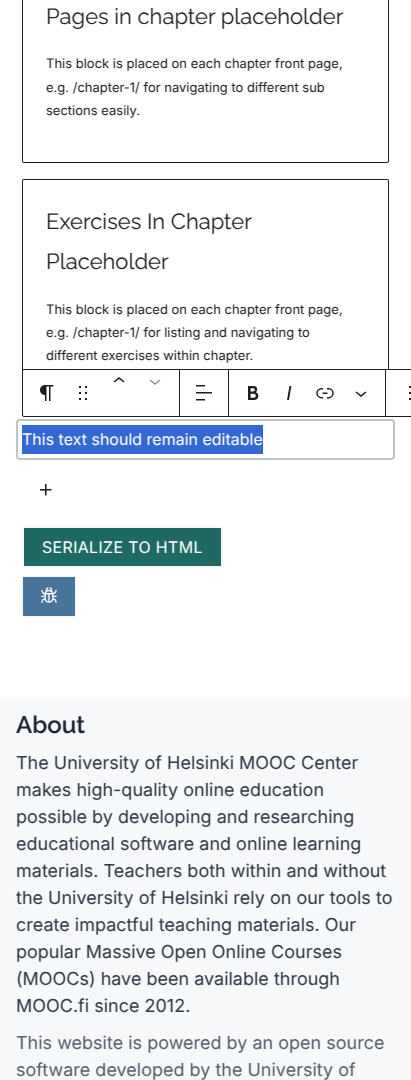 Pages in chapter placeholder
This block is placed on each chapter front page,
e.g. /chapter-1/ for navigating to different sub
sections easily.
Exercises In Chapter
Placeholder
This block is placed on each chapter front page,
e.g. /chapter-1/ for listing and navigating to
different exercises within chapter.
B I
This text should remain editable
SERIALIZE TO HTML
About
The University of Helsinki MOOC Center
makes high-quality online education
possible by developing and researching
educational software and online learning
materials. Teachers both within and without
the University of Helsinki rely on our tools to
create impactful teaching materials. Our
popular Massive Open Online Courses
(MOOCs) have been available through
MOOC.fi since 2012.
This website is powered by an open source
software developed by the University of